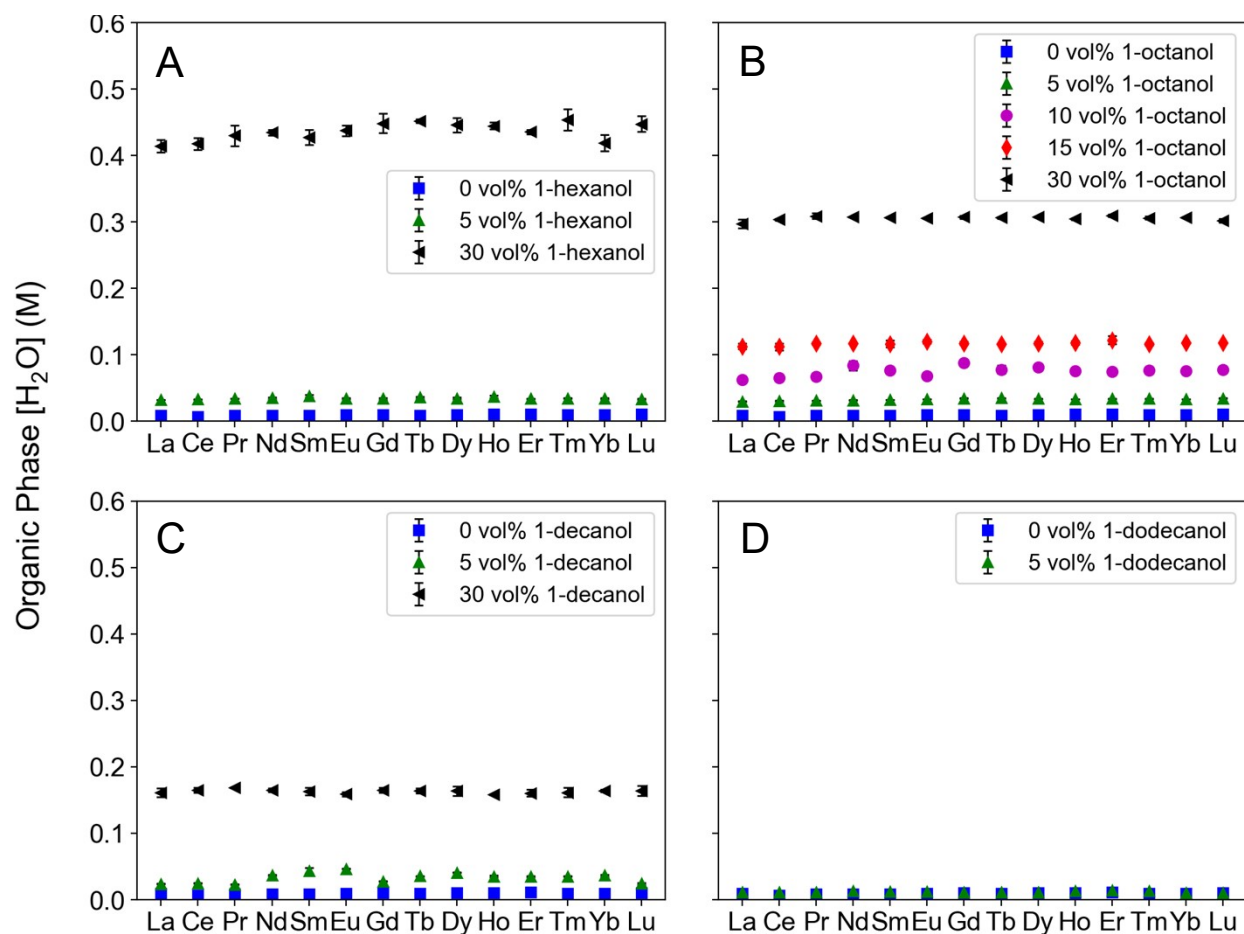 Organic Phase [H₂O] (M)
A
0.6
0.5
0.4
0.3
0.2
0.1
0.0
0 vol% 1-hexanol
5 vol% 1-hexanol
30 vol% 1-hexanol
La Ce Pr Nd Sm Eu Gd Tb Dy Ho Er Tm Yb Lu
B
0 vol% 1-octanol
5 vol% 1-octanol
10 vol% 1-octanol
15 vol% 1-octanol
30 vol% 1-octanol
La Ce Pr Nd Sm Eu Gd Tb Dy Ho Er Tm Yb Lu
C
0.6
0.5
0.4
0.3
0.2
0.1
0.0
0 vol% 1-decanol
5 vol% 1-decanol
30 vol% 1-decanol
La Ce Pr Nd Sm Eu Gd Tb Dy Ho Er Tm Yb Lu
D
0 vol% 1-dodecanol
5 vol% 1-dodecanol
La Ce Pr Nd Sm Eu Gd Tb Dy Ho Er Tm Yb Lu